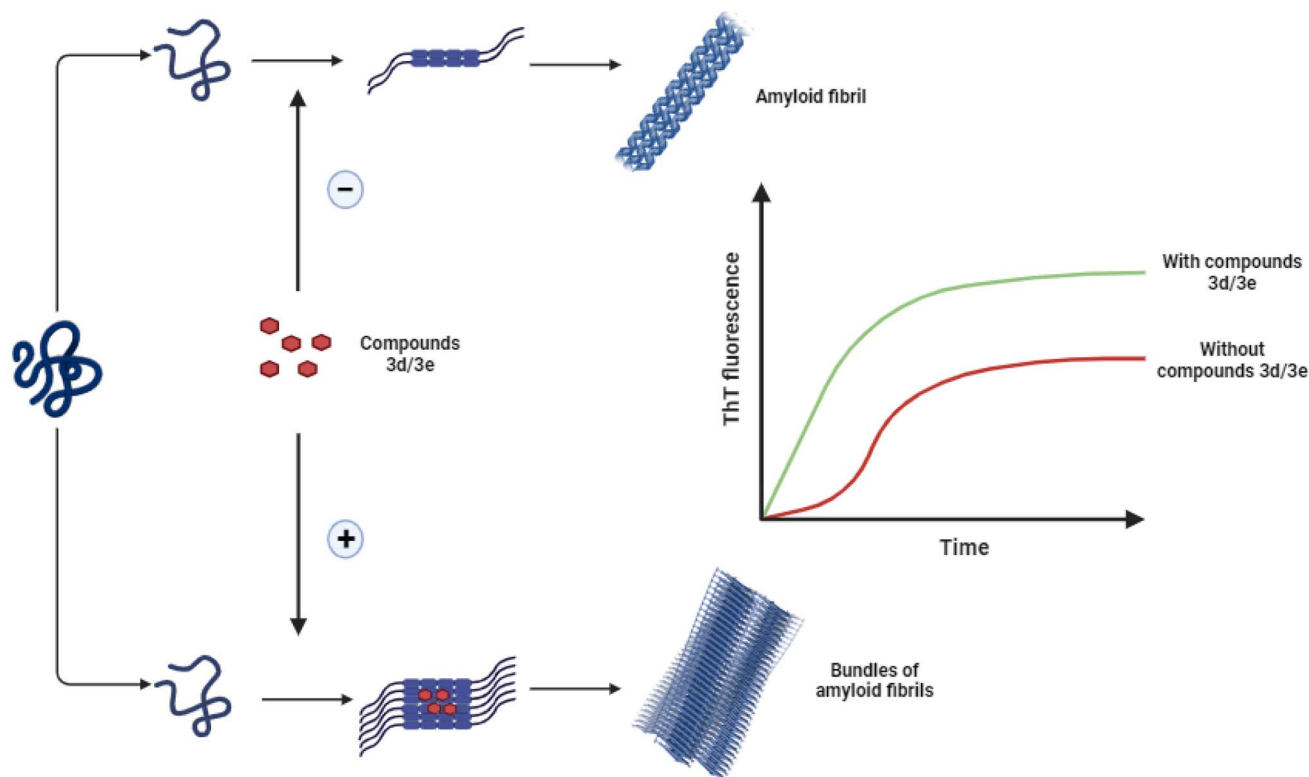 Amyloid fibril
−
Compounds
3d/3e
+
ThT fluorescence
With compounds
3d/3e
Without
compounds 3d/3e
Time
Bundles of
amyloid fibrils